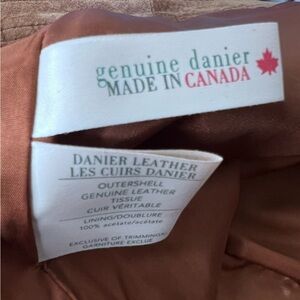 genuine danier
MADE IN CANADA
DANIER LEATHER
LES CUIRS DANIER
OUTERSHELL
GENUINE LEATHER
TISSUE
CUIR VÉRITABLE
LINING/DOUBLURE
100% acetate/acétate
EXCLUSIVE OF TRIMMINGS
GARNITURE EXCLUE